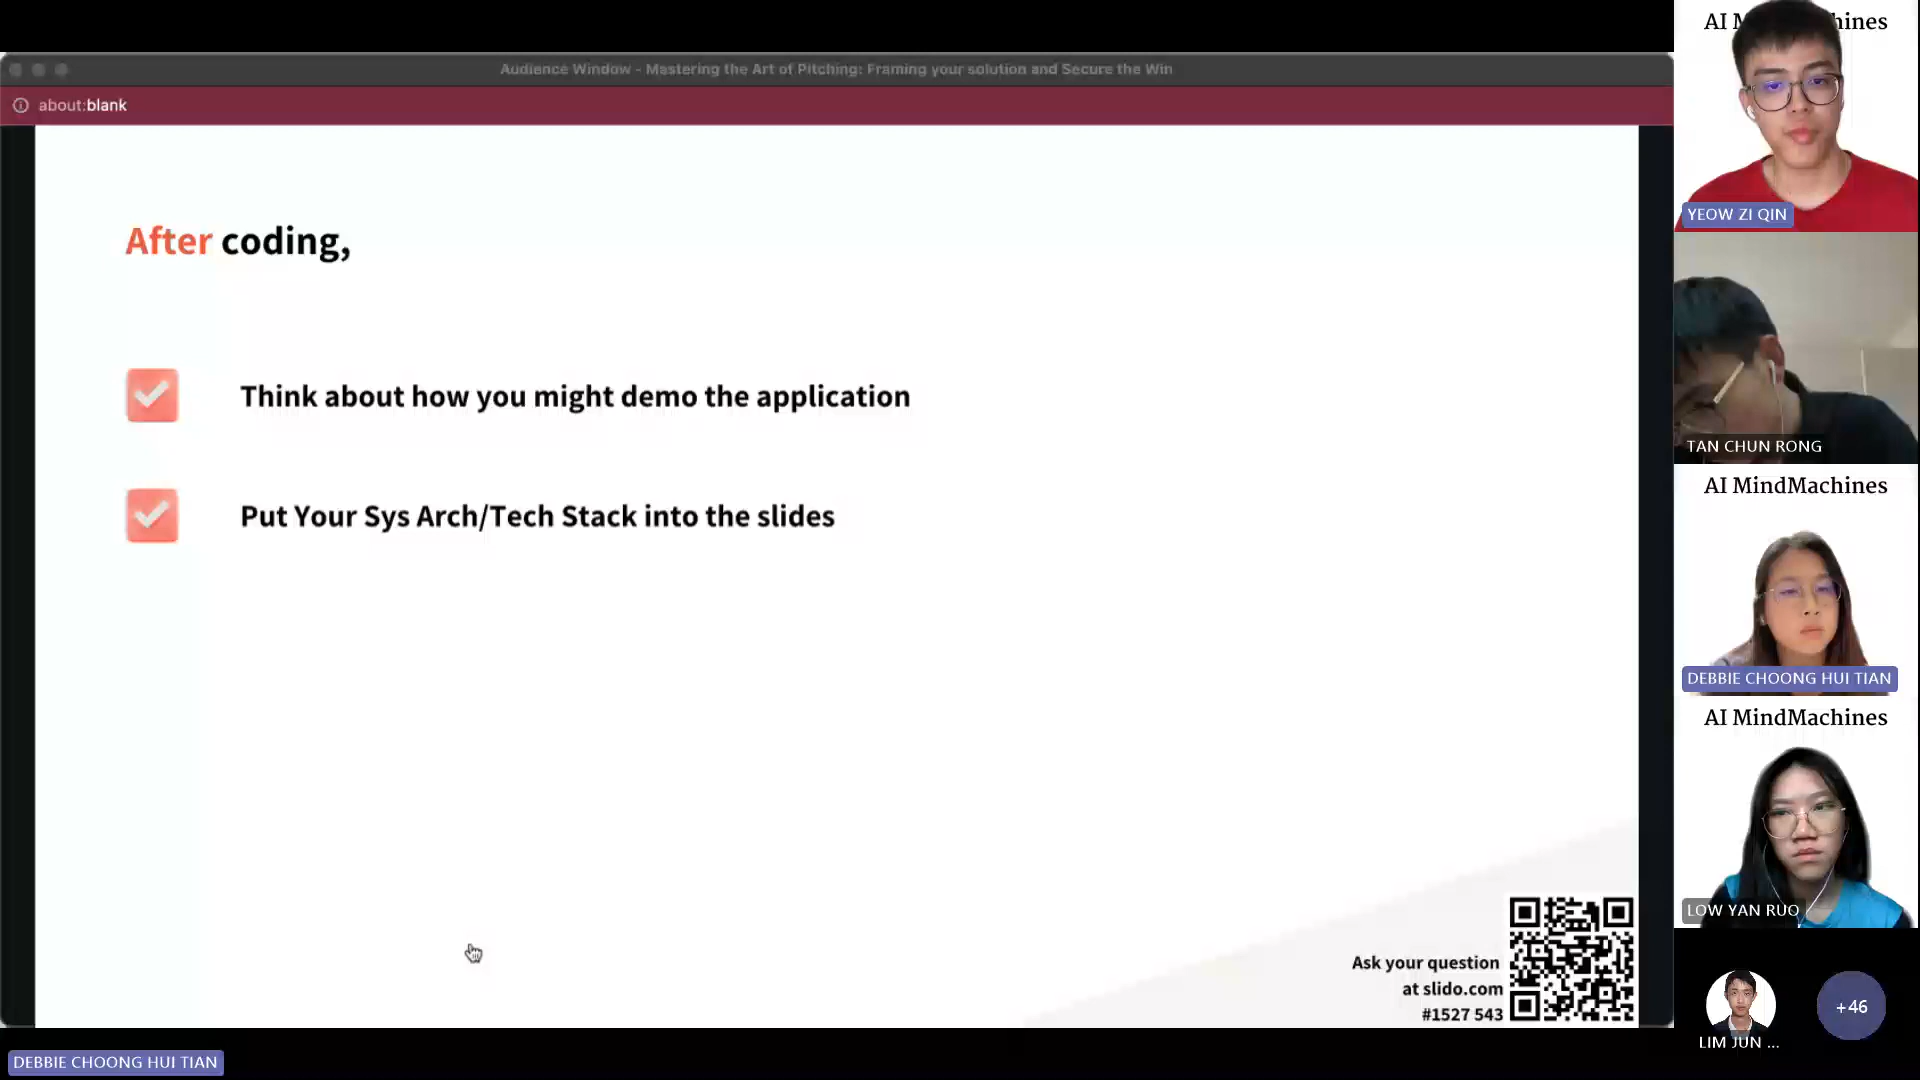 Audience Window - Mastering the Art of Pitching: Framing your solution and Secure the Win
about:blank
After coding,
Think about how you might demo the application
Put Your Sys Arch/Tech Stack into the slides
Ask your question
at slido.com
#1527 543
DEBBIE CHOONG HUI TIAN
YEOW ZI QIN
TAN CHUN RONG
AI MindMachines
DEBBIE CHOONG HUI TIAN
AI MindMachines
LOW YAN RUO
LIM JUN ...
+46